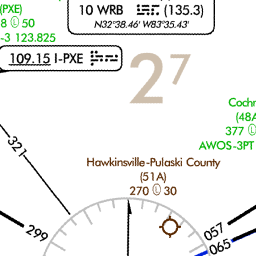 (PXE)
8 50
-3 123.825
10 WRB (135.3)
N32°38.46' W83°35.43'
109.15 I-PXE
27
Cochr
(48A
377
AWOS-3PT
321
Hawkinsville-Pulaski County
(51A)
270 30
299
057
065